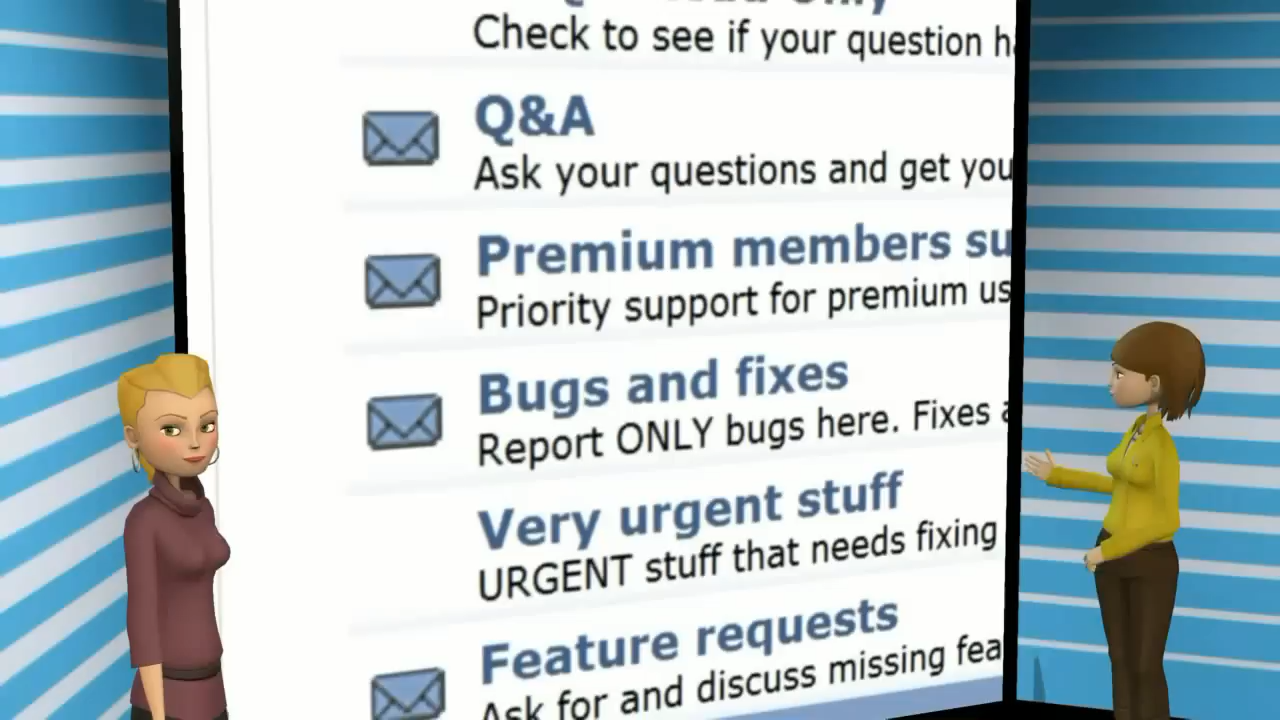 Only
Check to see if your question
Q&A
Ask your questions and get you
Premium members su
Priority support for premium us
Bugs and fixes
Report ONLY bugs here. Fixes
Very urgent stuff
URGENT stuff that needs fixing
Feature requests
Ask for and discuss missing fea